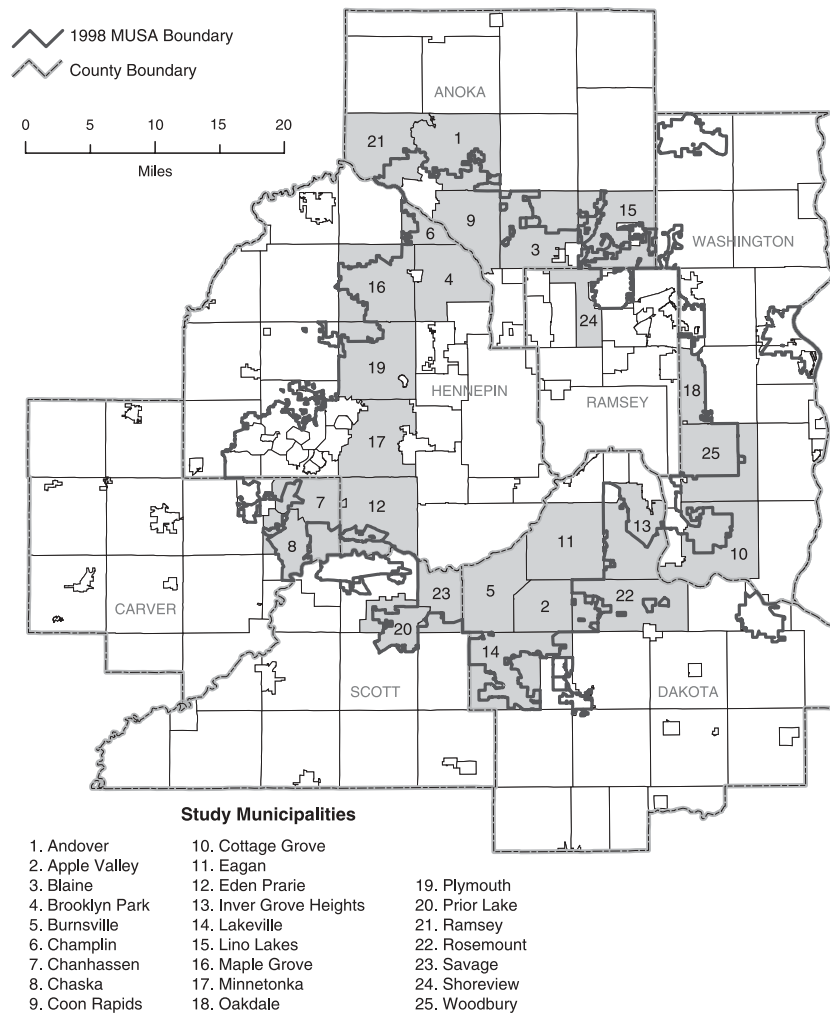 1998 MUSA Boundary
County Boundary
0 5 10 15 20
Miles
ANOKA
21
1
15
9
6
3
WASHINGTON
16
4
24
19
HENNEPIN
RAMSEY
18
17
25
7
12
13
11
8
10
CARVER
23
5
2
22
20
14
SCOTT
DAKOTA
Study Municipalities
1. Andover
2. Apple Valley
3. Blaine
4. Brooklyn Park
5. Burnsville
6. Champlin
7. Chanhassen
8. Chaska
9. Coon Rapids
10. Cottage Grove
11. Eagan
12. Eden Prarie
13. Inver Grove Heights
14. Lakeville
15. Lino Lakes
16. Maple Grove
17. Minnetonka
18. Oakdale
19. Plymouth
20. Prior Lake
21. Ramsey
22. Rosemount
23. Savage
24. Shoreview
25. Woodbury